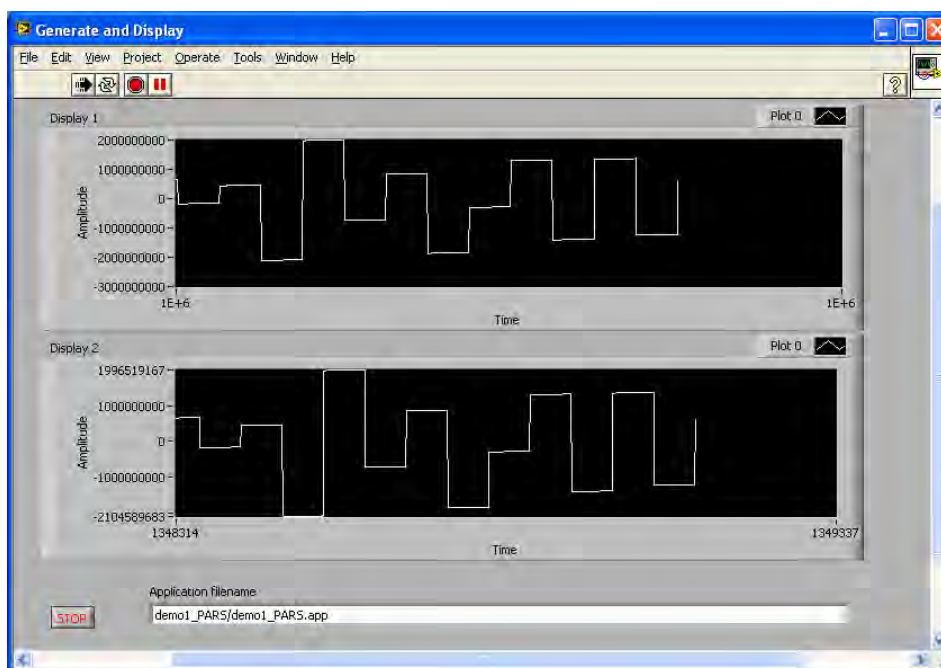 Generate and Display
File Edit View Project Operate Tools Window Help
?
Display 1
Plot 0
2000000000
1000000000
0
-1000000000
-2000000000
-3000000000
Amplitude
1E+6
1E+6
Time
Display 2
Plot 0
1996519167
1000000000
0
-1000000000
-2104589683
Amplitude
1348314
1349337
Time
Application filename
STOP
demo1_PARS/demo1_PARS.app